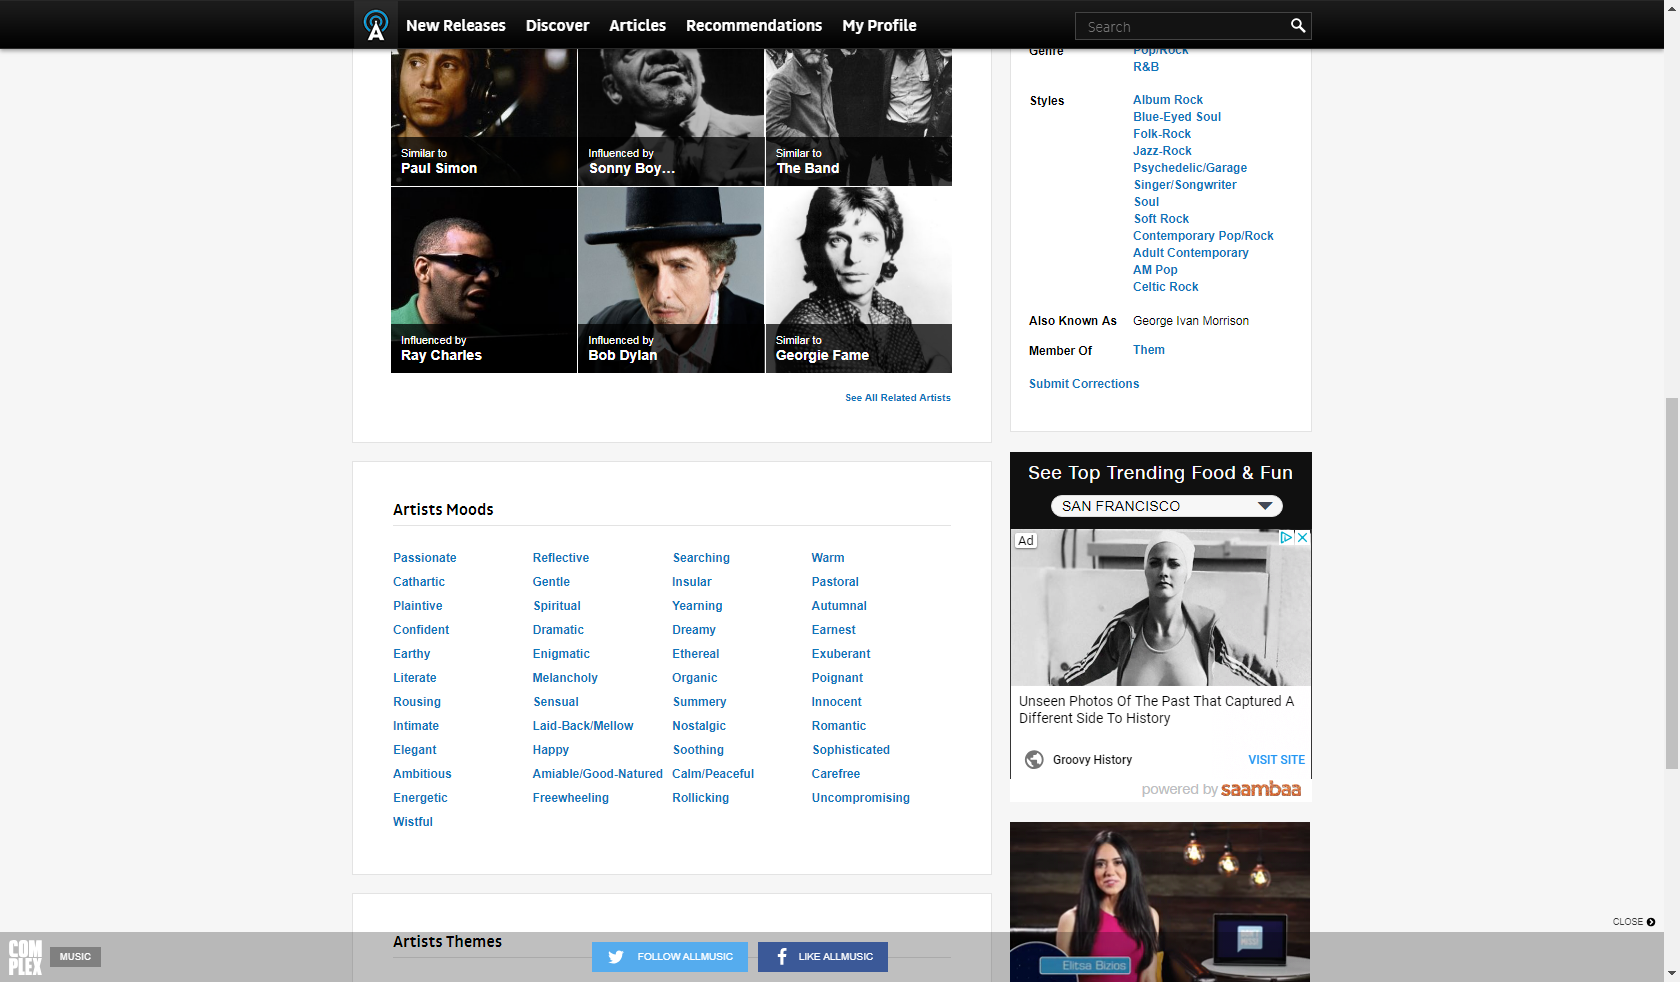 New Releases
Discover
Articles
Recommendations
My Profile
Search
Similar to
Paul Simon
Influenced by
Sonny Boy...
Similar to
The Band
Influenced by
Ray Charles
Influenced by
Bob Dylan
Similar to
Georgie Fame
See All Related Artists
Genre
Pop/Rock
R&B
Styles
Album Rock
Blue-Eyed Soul
Folk-Rock
Jazz-Rock
Psychedelic/Garage
Singer/Songwriter
Soul
Soft Rock
Contemporary Pop/Rock
Adult Contemporary
AM Pop
Celtic Rock
Also Known As
George Ivan Morrison
Member Of
Them
Submit Corrections
Artists Moods
Passionate
Reflective
Searching
Warm
Cathartic
Gentle
Insular
Pastoral
Plaintive
Spiritual
Yearning
Autumnal
Confident
Dramatic
Dreamy
Earnest
Earthy
Enigmatic
Ethereal
Exuberant
Literate
Melancholy
Organic
Poignant
Rousing
Sensual
Summery
Innocent
Intimate
Laid-Back/Mellow
Nostalgic
Romantic
Elegant
Happy
Soothing
Sophisticated
Ambitious
Amiable/Good-Natured
Calm/Peaceful
Carefree
Energetic
Freewheeling
Rollicking
Uncompromising
Wistful
See Top Trending Food & Fun
SAN FRANCISCO
Ad
Unseen Photos Of The Past That Captured A
Different Side To History
Groovy History
VISIT SITE
powered by saambaa
Elitsa Bizios
Artists Themes
CLOSE
COM
PLEX
MUSIC
FOLLOW ALLMUSIC
LIKE ALLMUSIC